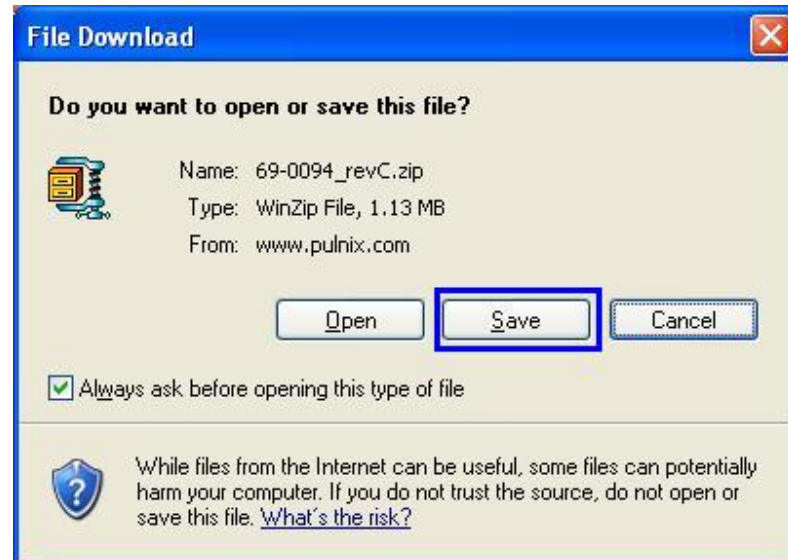 File Download
Do you want to open or save this file?
Name: 69-0094_revC.zip
Type: WinZip File, 1.13 MB
From: www.pulnix.com
Open Save Cancel
Always ask before opening this type of file
While files from the Internet can be useful, some files can potentially
harm your computer. If you do not trust the source, do not open or
save this file. What's the risk?